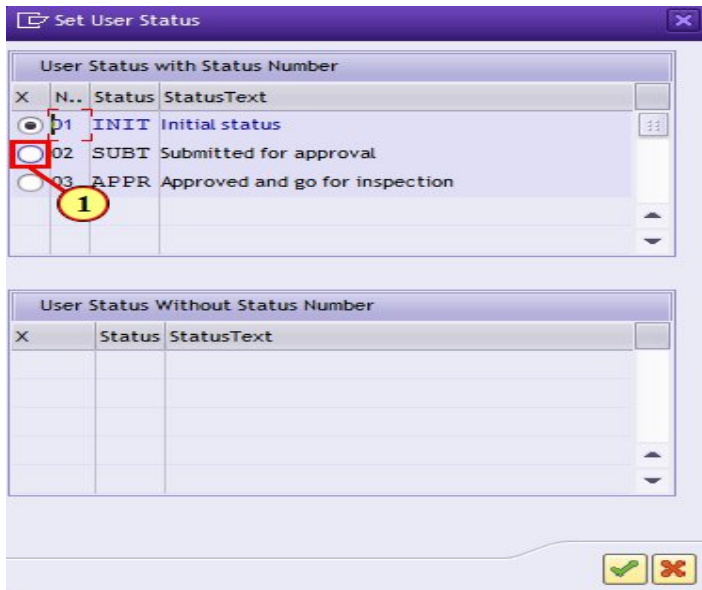 Set User Status
User Status with Status Number
X N.. Status StatusText
01 INIT Initial status
02 SUBT Submitted for approval
03 APPR Approved and go for inspection
1
User Status Without Status Number
X Status StatusText